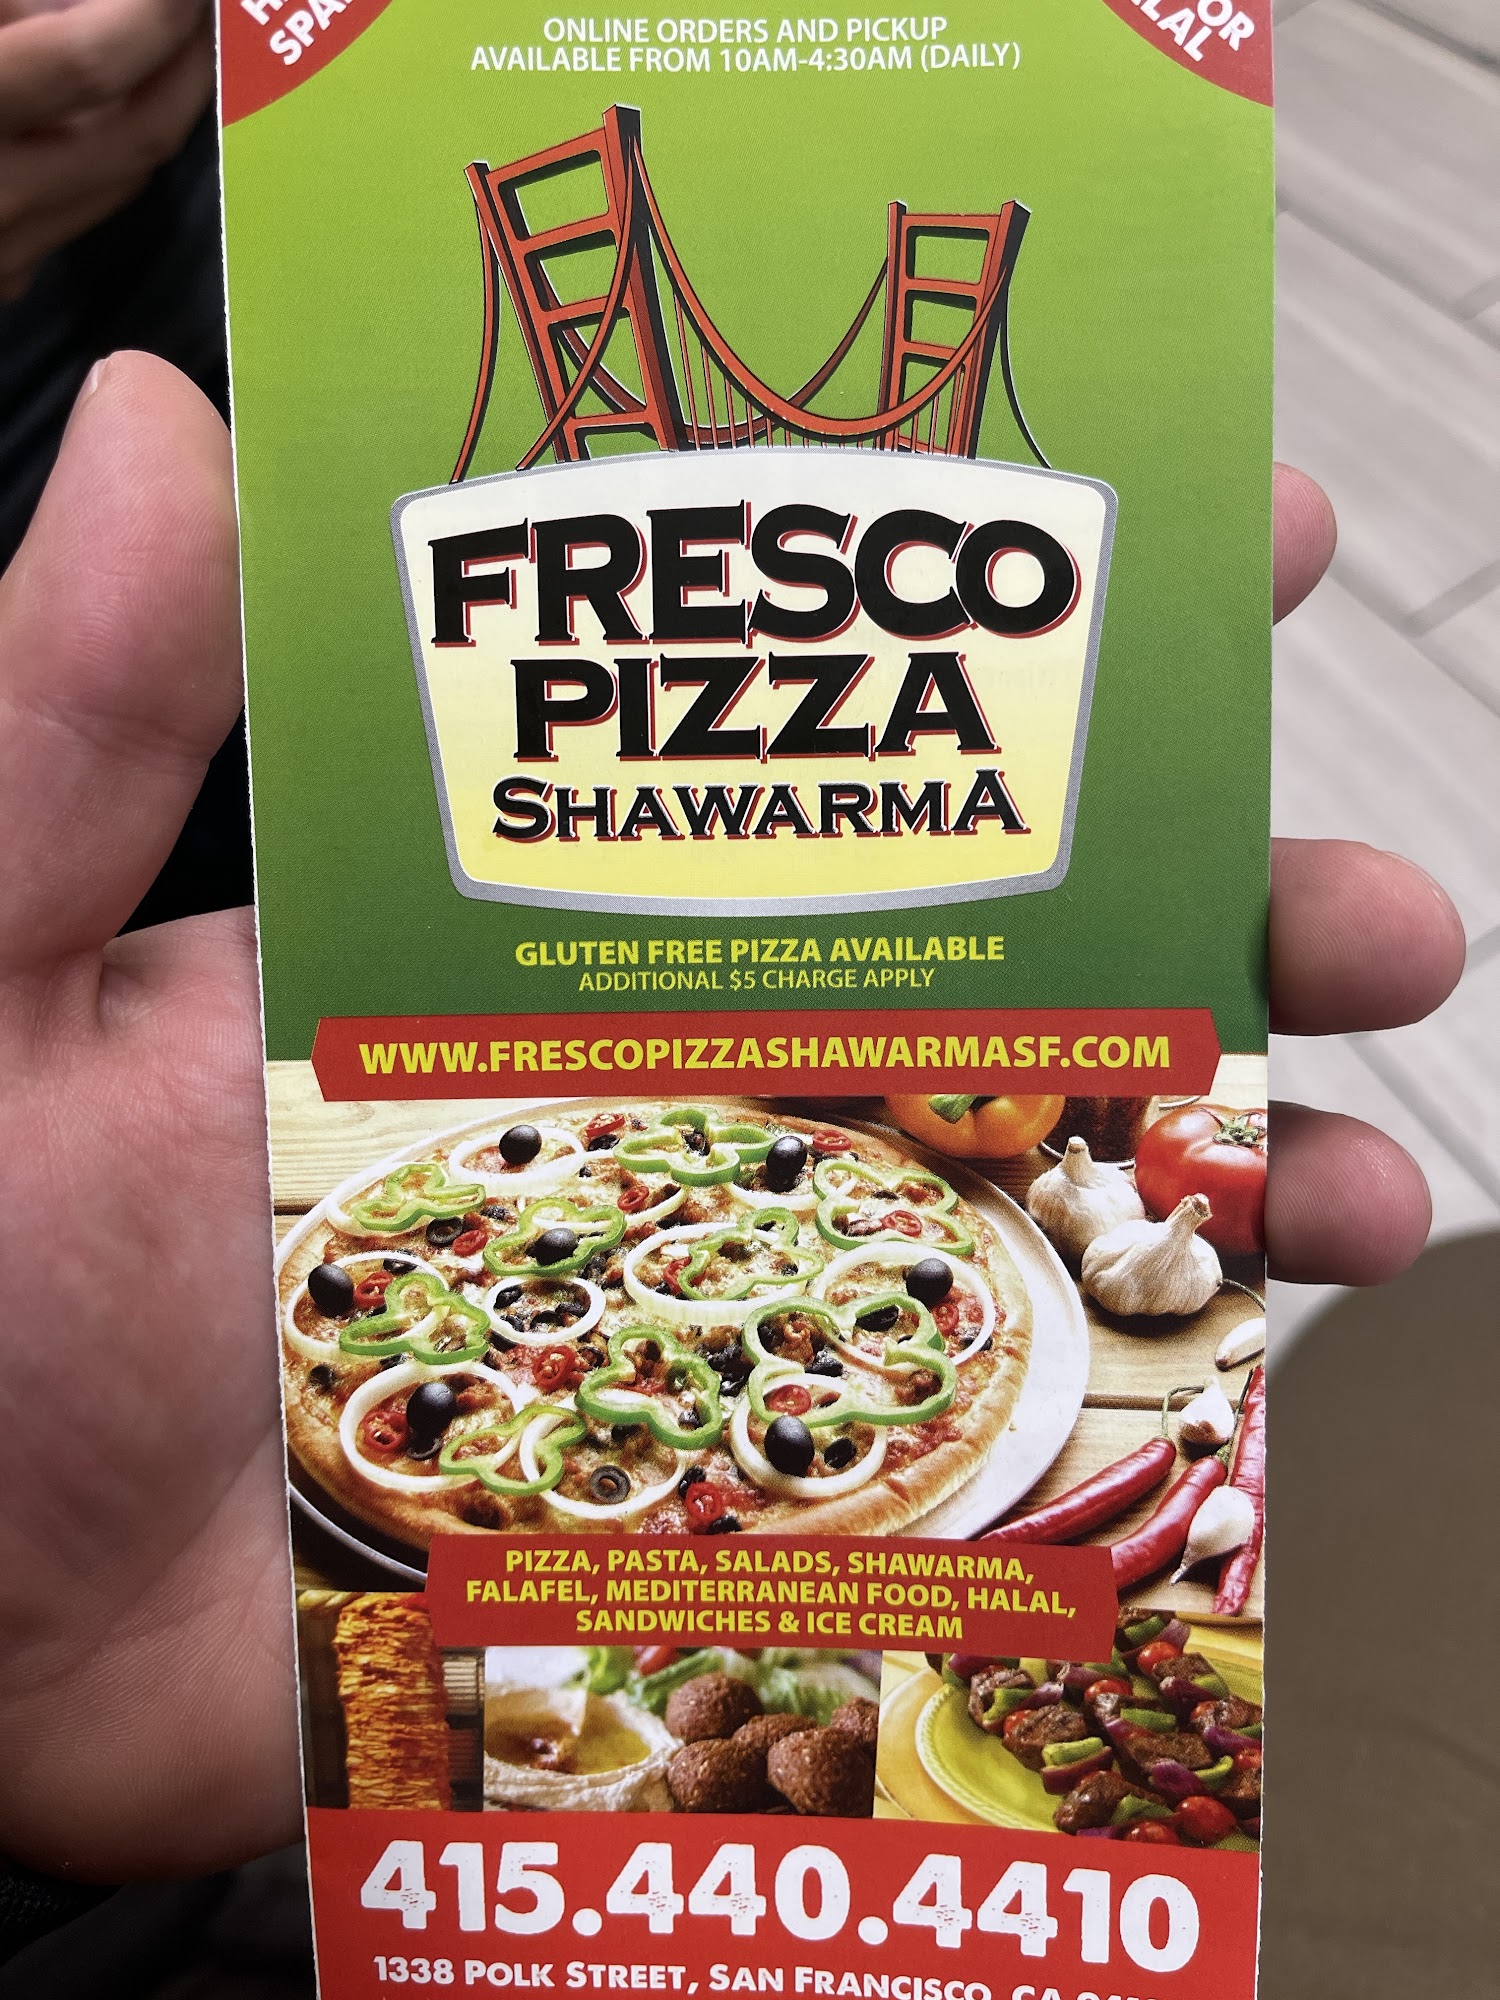 ONLINE ORDERS AND PICKUP
AVAILABLE FROM 10AM-4:30AM (DAILY)
FRESCO
PIZZA
SHAWARMA
GLUTEN FREE PIZZA AVAILABLE
ADDITIONAL $5 CHARGE APPLY
WWW.FRESCOPIZZASHAWARMASF.COM
PIZZA, PASTA, SALADS, SHAWARMA,
FALAFEL, MEDITERRANEAN FOOD, HALAL,
SANDWICHES & ICE CREAM
415.440.4410
1338 POLK STREET, SAN FRANCISCO, CA